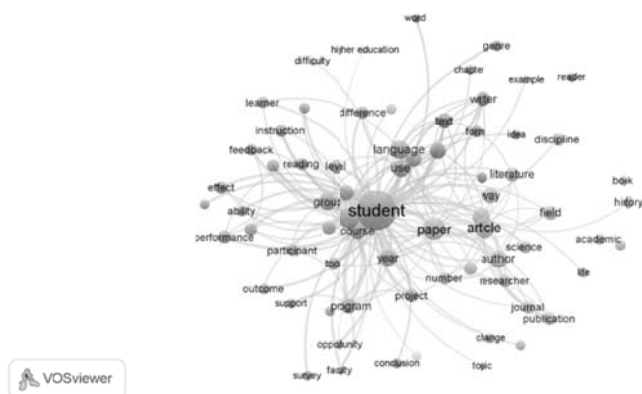 word
higher education
genre
difficulty
chapter
example
reader
learner
difference
writer
text
form
idea
instruction
discipline
language
feedback
reading
level
use
literature
effect
way
book
ability
group
student
field
history
course
paper
article
performance
academic
science
participant
year
author
too
life
number
researcher
outcome
project
support
program
journal
publication
opportunity
change
conclusion
topic
survey
facity
VOSviewer